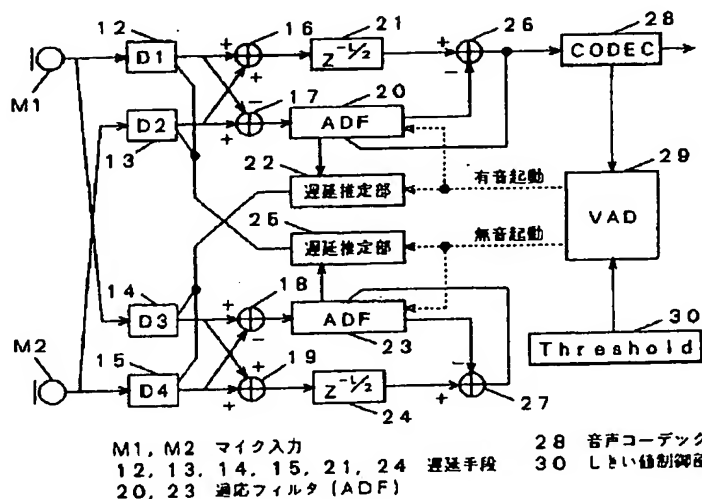 12 16 21 26 28
M1 D1 + + Z^{-L/2} + - CODEC
17 20
D2 - + ADF
13 22 29
遅延推定部 有音起動 VAD
25
遅延推定部 無音起動
14 18
D3 + - ADF 30
M2 15 19 23 Threshold
D4 + + Z^{-L/2} - +
24 27
M1, M2 マイク入力
28 音声コーデック
12, 13, 14, 15, 21, 24 遅延手段
30 しきい値制御部
20, 23 適応フィルタ (ADF)